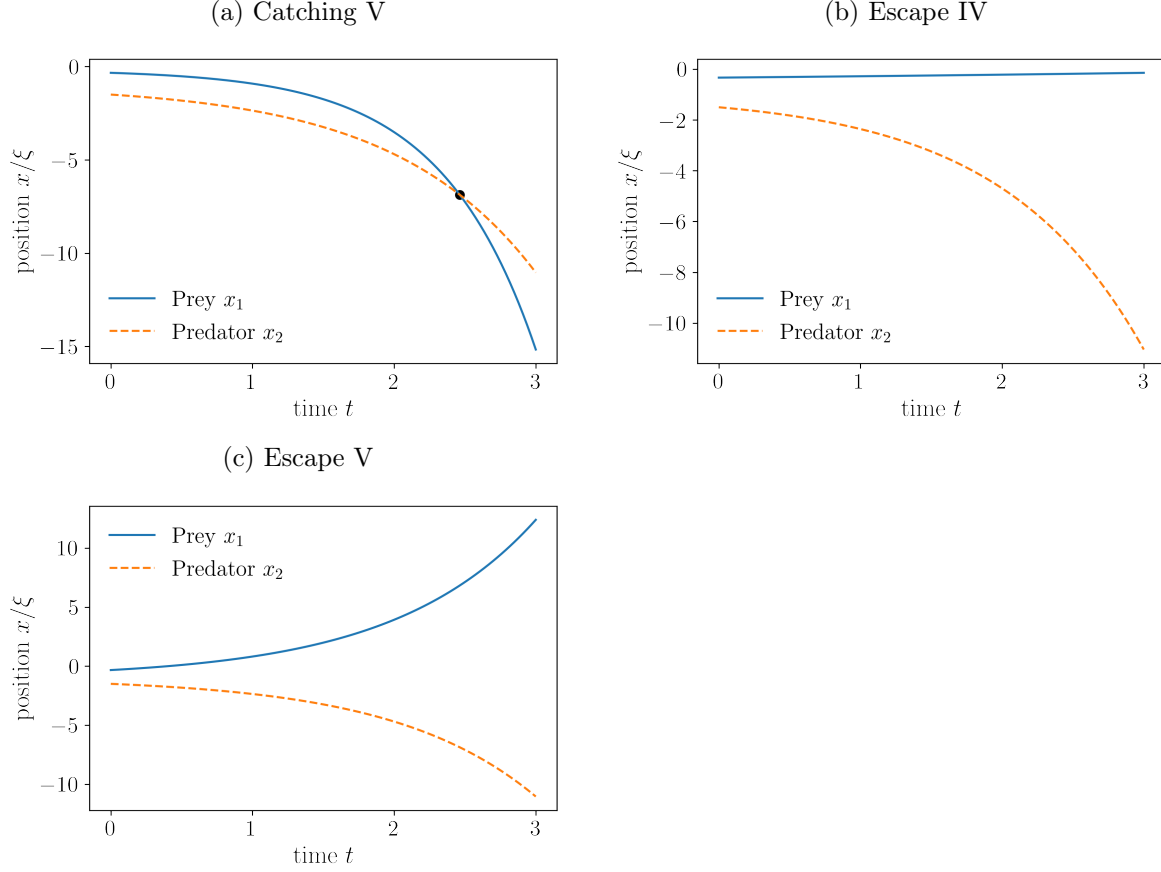 (a) Catching V
0
−5
−10
−15
position x/ξ
Prey x₁
Predator x₂
0 1 2 3
time t
(b) Escape IV
0
−2
−4
−6
−8
−10
position x/ξ
Prey x₁
Predator x₂
0 1 2 3
time t
(c) Escape V
10
5
0
−5
−10
position x/ξ
Prey x₁
Predator x₂
0 1 2 3
time t